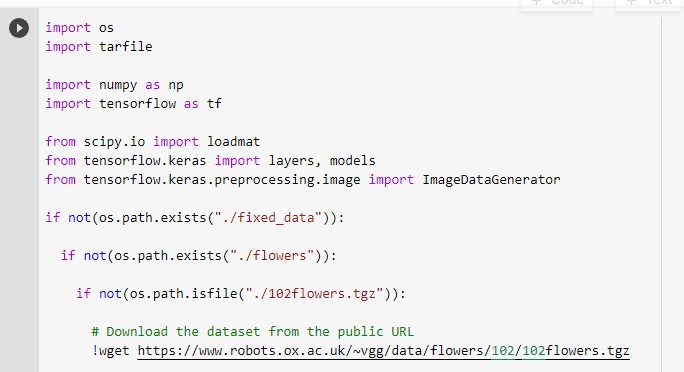 + Code + Text
import os
import tarfile
import numpy as np
import tensorflow as tf
from scipy.io import loadmat
from tensorflow.keras import layers, models
from tensorflow.keras.preprocessing.image import ImageDataGenerator
if not(os.path.exists("./fixed_data")):
if not(os.path.exists("./flowers")):
if not(os.path.isfile("./102flowers.tgz")):
# Download the dataset from the public URL
!wget https://www.robots.ox.ac.uk/~vgg/data/flowers/102/102flowers.tgz